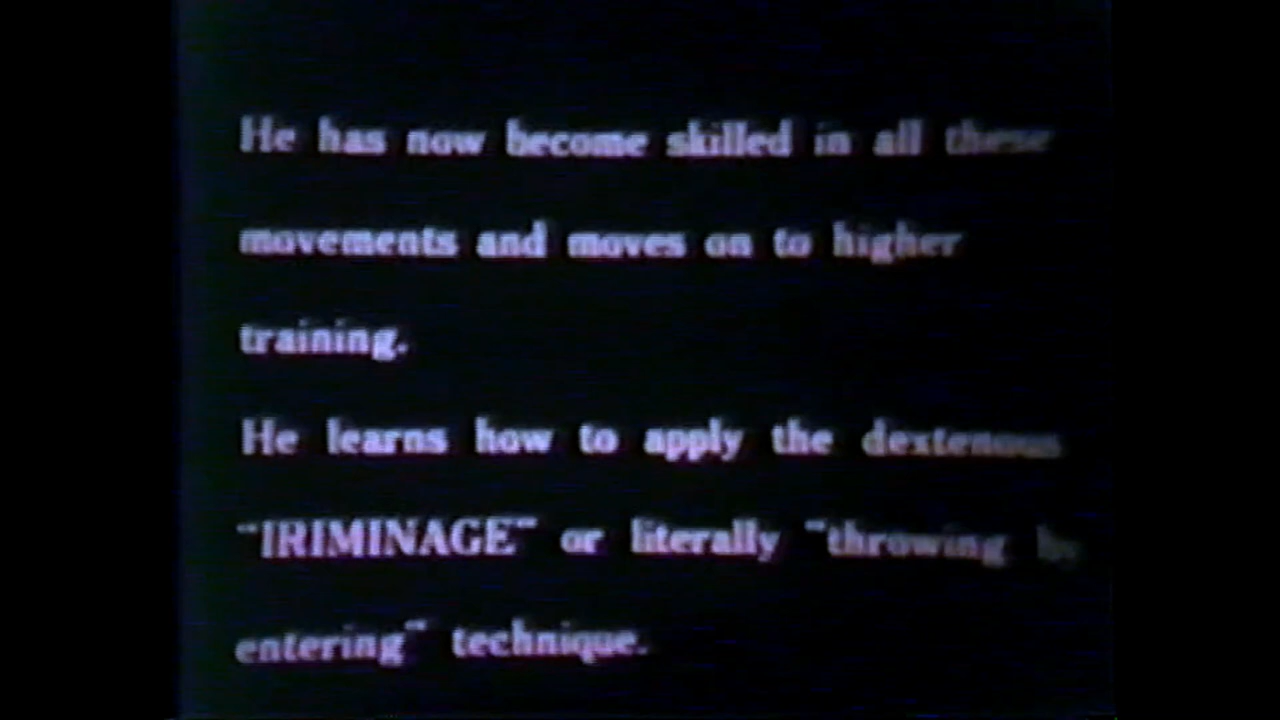 He has now become skilled in all these
movements and moves on to higher
training.
He learns how to apply the dextenous
"IRIMINAGE" or literally "throwing by
entering" technique.